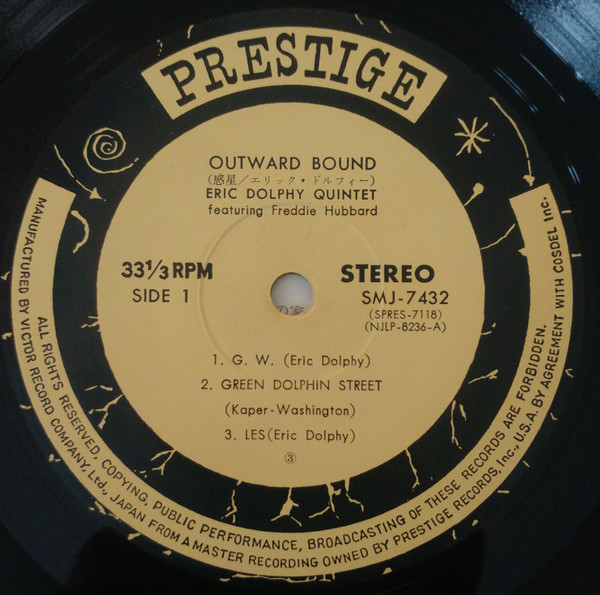 PRESTIGE
OUTWARD BOUND
(惑星/エリック・ドルフィー)
ERIC DOLPHY QUINTET
featuring Freddie Hubbard
33 1/3 RPM
SIDE 1
STEREO
SMJ-7432
(SPRES-7118)
(NJLP-8236-A)
1. G. W. (Eric Dolphy)
2. GREEN DOLPHIN STREET
(Kaper-Washington)
3. LES (Eric Dolphy)
③
ALL RIGHTS RESERVED, COPYING, PUBLIC PERFORMANCE, BROADCASTING OF THESE RECORDS ARE FORBIDDEN.
MANUFACTURED BY VICTOR RECORD COMPANY, Ltd., JAPAN FROM A MASTER RECORDING OWNED BY PRESTIGE RECORDS, Inc., U.S.A. BY AGREEMENT WITH COSDEL Inc.